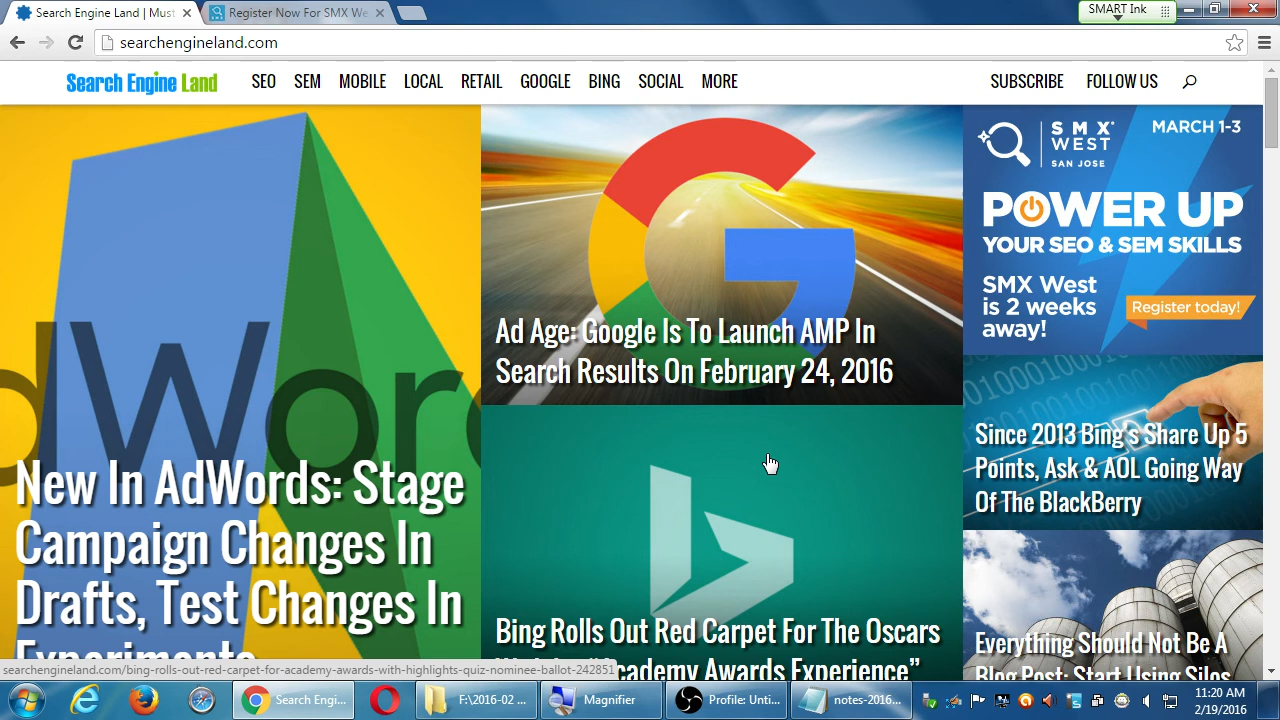 Search Engine Land | Must
Register Now For SMX We
SMART Ink
searchengineland.com
Search Engine Land
SEO SEM MOBILE LOCAL RETAIL GOOGLE BING SOCIAL MORE
SUBSCRIBE FOLLOW US
dWord
New In AdWords: Stage
Campaign Changes In
Drafts, Test Changes In
Experiments
Ad Age: Google Is To Launch AMP In
Search Results On February 24, 2016
Bing Rolls Out Red Carpet For The Oscars
"Academy Awards Experience”
SMX®
WEST
SAN JOSE
MARCH 1-3
POWER UP
YOUR SEO & SEM SKILLS
SMX West
is 2 weeks
away!
Register today!
Since 2013 Bing's Share Up 5
Points, Ask & AOL Going Way
Of The BlackBerry
Everything Should Not Be A
Blog Post: Start Using Silos
searchengineland.com/bing-rolls-out-red-carpet-for-academy-awards-with-highlights-quiz-nominee-ballot-242851
Search Engi...
F:\2016-02 ...
Magnifier
Profile: Unti...
notes-2016...
11:20 AM
2/19/2016